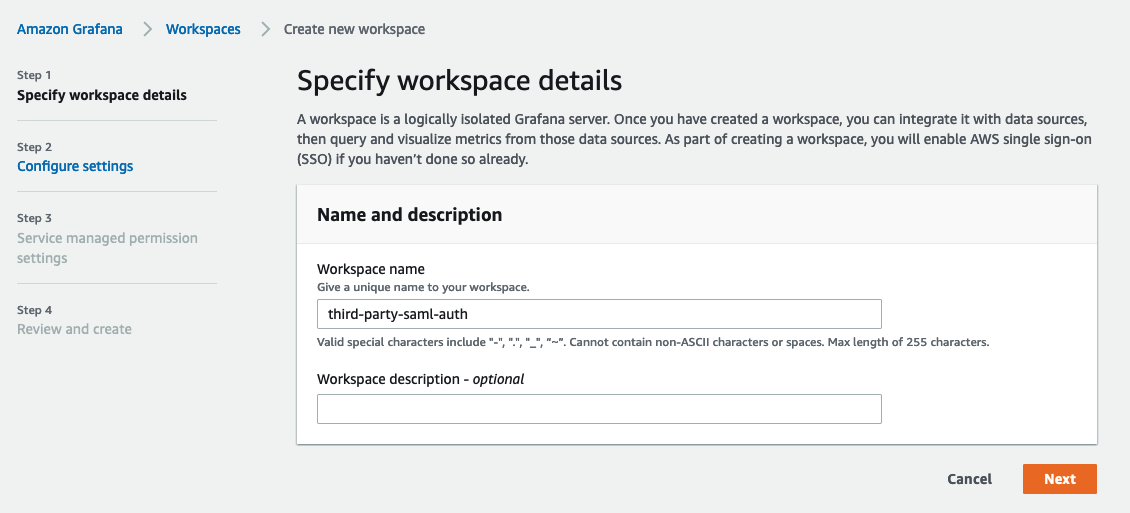 Amazon Grafana > Workspaces > Create new workspace
Step 1
Specify workspace details
Step 2
Configure settings
Step 3
Service managed permission
settings
Step 4
Review and create
Specify workspace details
A workspace is a logically isolated Grafana server. Once you have created a workspace, you can integrate it with data sources,
then query and visualize metrics from those data sources. As part of creating a workspace, you will enable AWS single sign-on
(SSO) if you haven’t done so already.
Name and description
Workspace name
Give a unique name to your workspace.
third-party-saml-auth
Valid special characters include "-", ".", "_", "~". Cannot contain non-ASCII characters or spaces. Max length of 255 characters.
Workspace description - optional
Cancel
Next